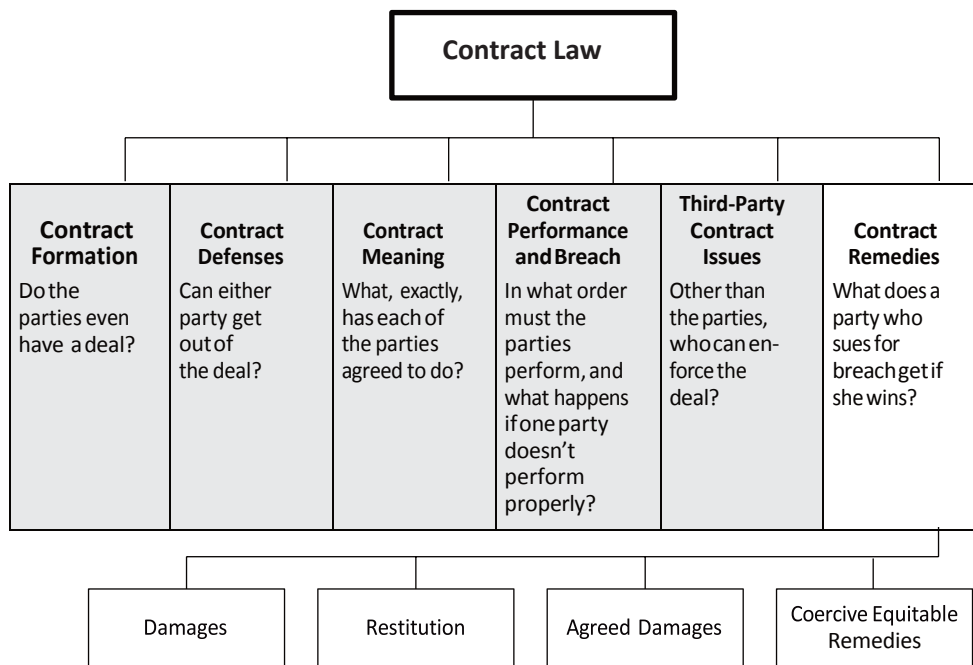 Contract Law
Contract
Formation
Do the
parties even
have a deal?
Contract
Defenses
Can either
party get
out of
the deal?
Contract
Meaning
What, exactly,
has each of
the parties
agreed to do?
Contract
Performance
and Breach
In what order
must the
parties
perform, and
what happens
if one party
doesn’t
perform
properly?
Third-Party
Contract
Issues
Other than
the parties,
who can en-
force the
deal?
Contract
Remedies
What does a
party who
sues for
breach get if
she wins?
Damages
Restitution
Agreed Damages
Coercive Equitable
Remedies